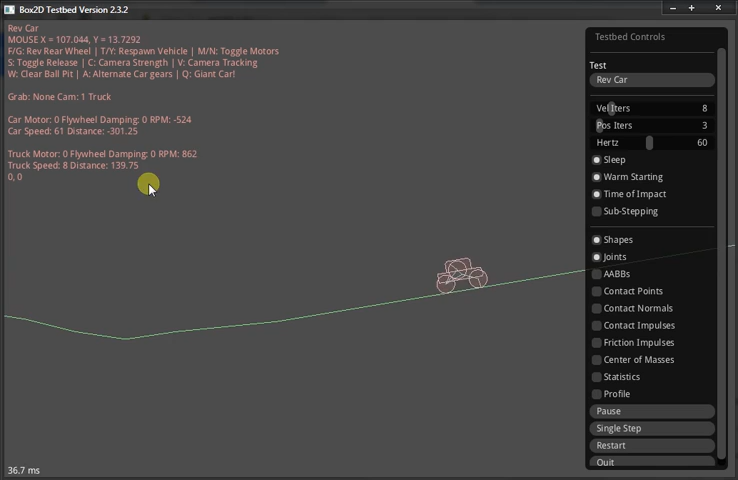 Box2D Testbed Version 2.3.2
Rev Car
MOUSE X = 107.044, Y = 13.7292
F/G: Rev Rear Wheel | T/Y: Respawn Vehicle | M/N: Toggle Motors
S: Toggle Release | C: Camera Strength | V: Camera Tracking
W: Clear Ball Pit | A: Alternate Car gears | Q: Giant Car!
Grab: None Cam: 1 Truck
Car Motor: 0 Flywheel Damping: 0 RPM: -524
Car Speed: 61 Distance: -301.25
Truck Motor: 0 Flywheel Damping: 0 RPM: 862
Truck Speed: 8 Distance: 139.75
0, 0
36.7 ms
Testbed Controls
Test
Rev Car
Vel Iters 8
Pos Iters 3
Hertz 60
Sleep
Warm Starting
Time of Impact
Sub-Stepping
Shapes
Joints
AABBs
Contact Points
Contact Normals
Contact Impulses
Friction Impulses
Center of Masses
Statistics
Profile
Pause
Single Step
Restart
Quit